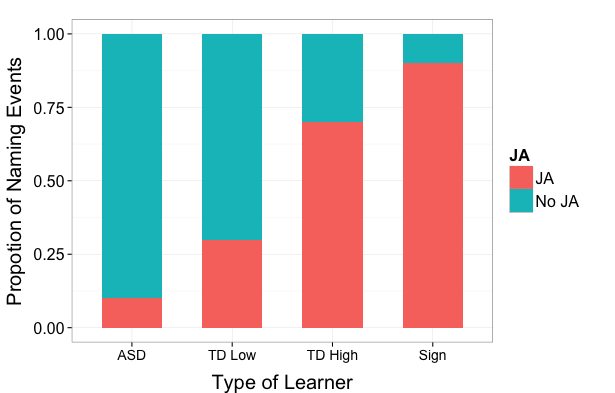 1.00
0.75
0.50
0.25
0.00
Propotion of Naming Events
ASD TD Low TD High Sign
Type of Learner
JA
JA
No JA